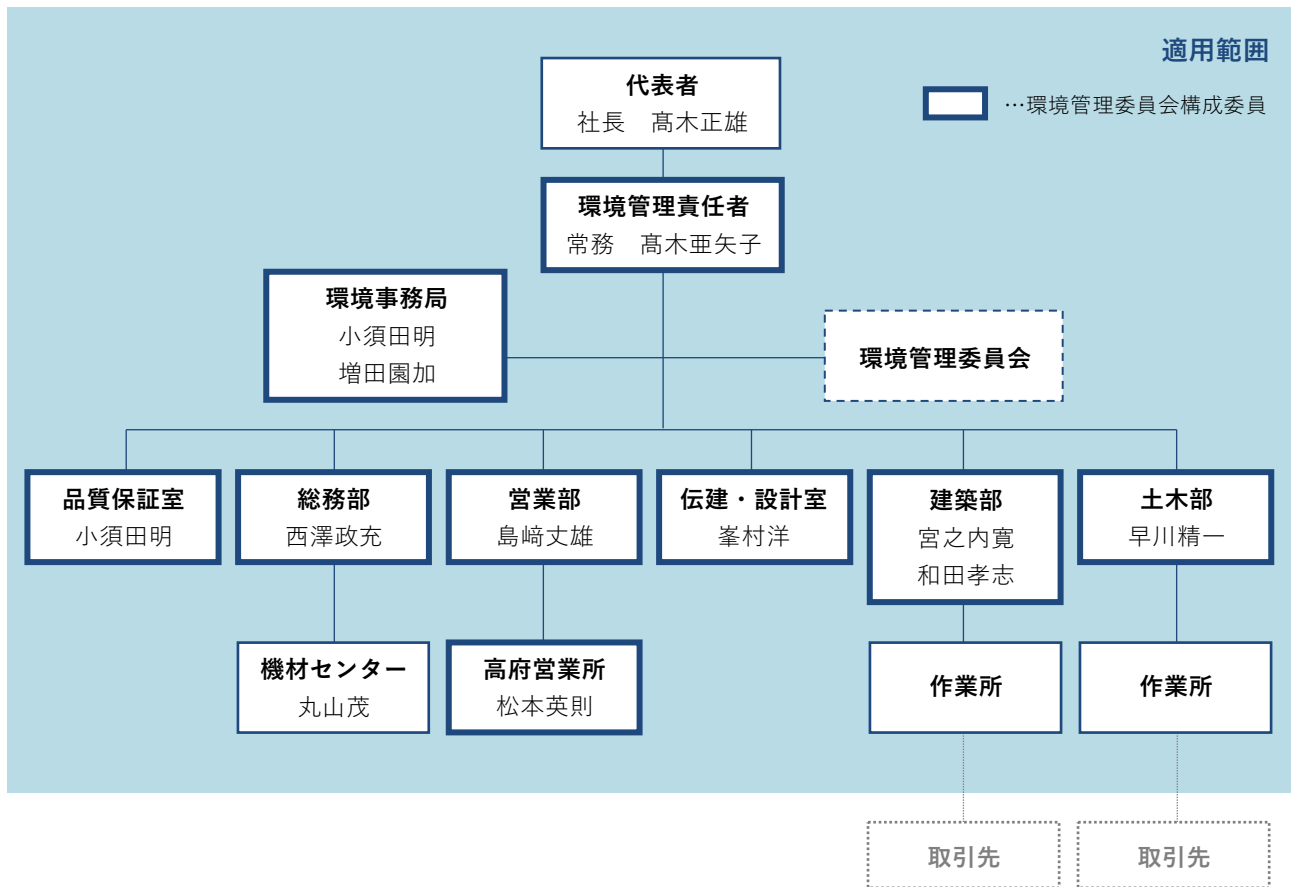 適用範囲
…環境管理委員会構成委員
代表者
社長　髙木正雄
環境管理責任者
常務　髙木亜矢子
環境事務局
小須田明
増田園加
環境管理委員会
品質保証室
小須田明
総務部
西澤政充
営業部
島﨑丈雄
伝建・設計室
峯村洋
建築部
宮之内寛
和田孝志
土木部
早川精一
機材センター
丸山茂
高府営業所
松本英則
作業所
作業所
取引先
取引先